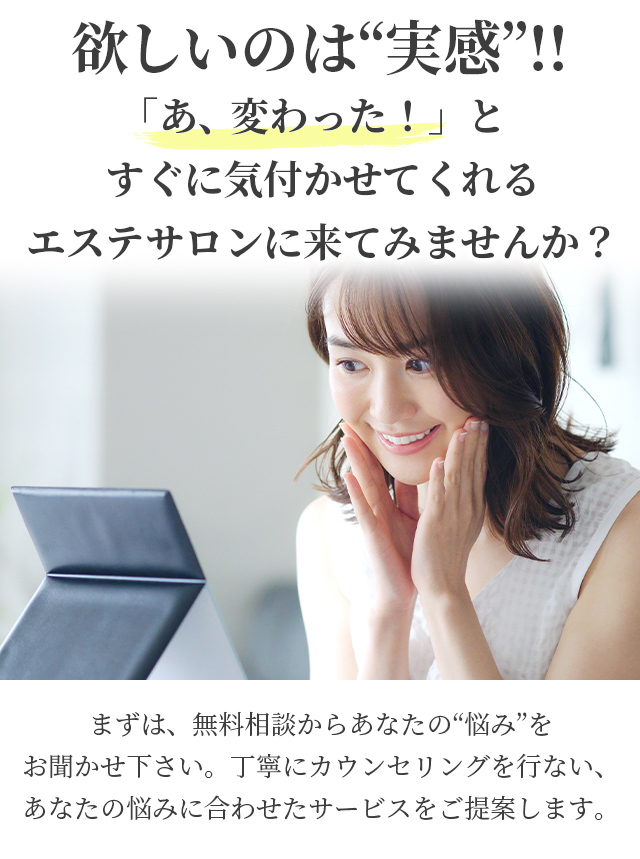 欲しいのは“実感”!!
「あ、変わった！」と
すぐに気付かせてくれる
エステサロンに来てみませんか？
まずは、無料相談からあなたの“悩み”を
お聞かせ下さい。丁寧にカウンセリングを行ない、
あなたの悩みに合わせたサービスをご提案します。